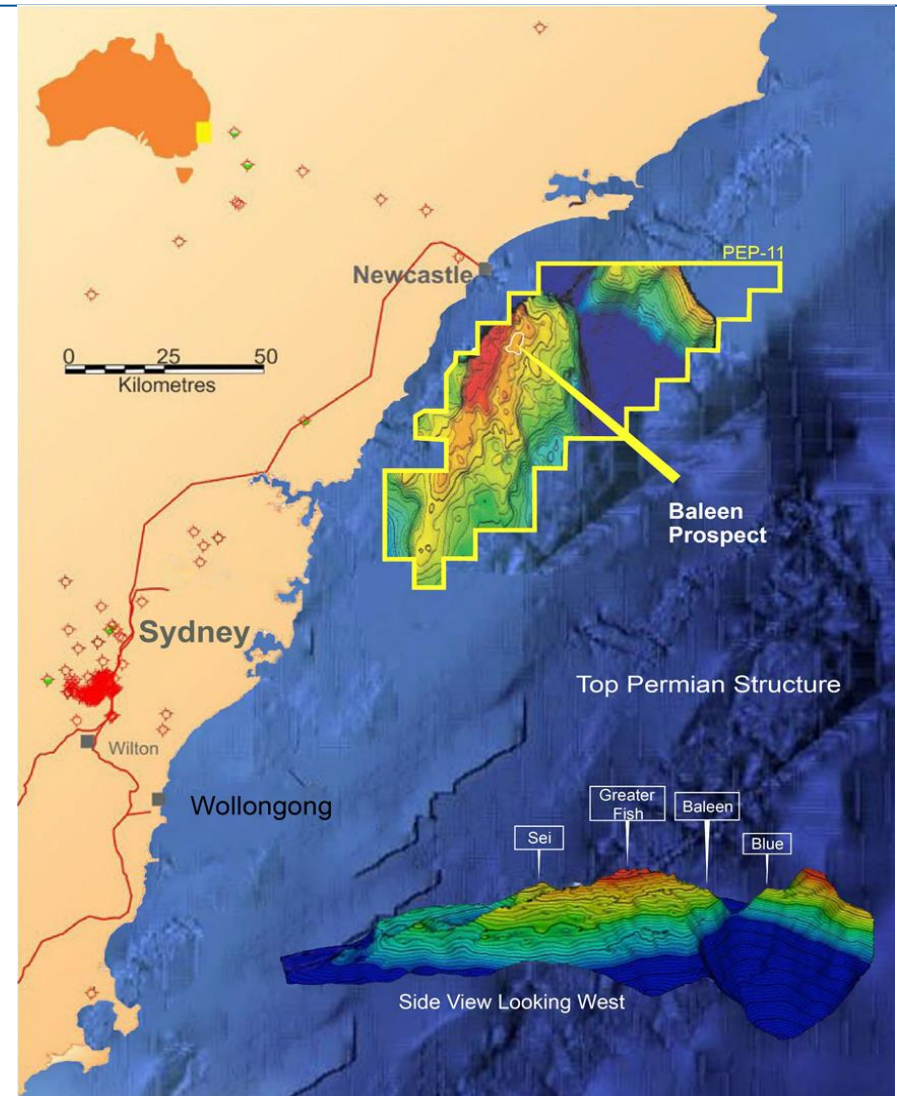 PEP-11
Newcastle
0 25 50
Kilometres
Baleen
Prospect
Sydney
Top Permian Structure
Wilton
Wollongong
Greater
Fish
Baleen
Sei
Blue
Side View Looking West